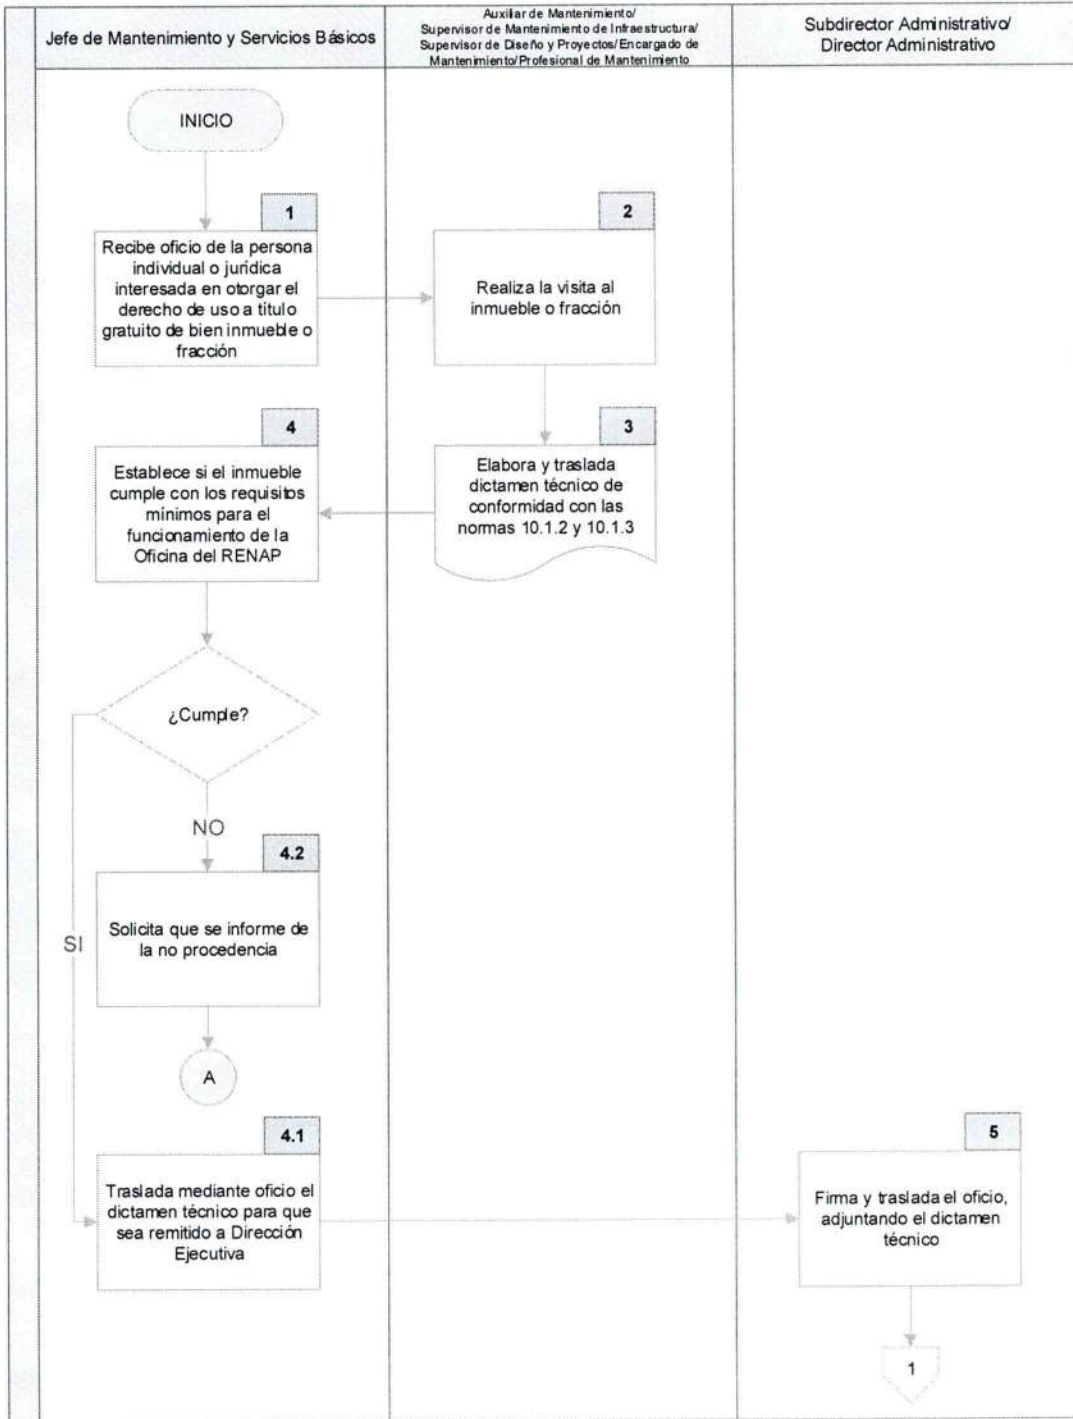 Jefe de Mantenimiento y Servicios Básicos
Auxiliar de Mantenimiento/
Supervisor de Mantenimiento de Infraestructura/
Supervisor de Diseño y Proyectos/Encargado de
Mantenimiento/Profesional de Mantenimiento
Subdirector Administrativo/
Director Administrativo
INICIO
1
Recibe oficio de la persona
individual o jurídica
interesada en otorgar el
derecho de uso a titulo
gratuito de bien inmueble o
fracción
2
Realiza la visita al
inmueble o fracción
3
Elabora y traslada
dictamen técnico de
conformidad con las
normas 10.1.2 y 10.1.3
4
Establece si el inmueble
cumple con los requisitos
mínimos para el
funcionamiento de la
Oficina del RENAP
¿Cumple?
NO
SI
4.2
Solicita que se informe de
la no procedencia
A
4.1
Traslada mediante oficio el
dictamen técnico para que
sea remitido a Dirección
Ejecutiva
5
Firma y traslada el oficio,
adjuntando el dictamen
técnico
1